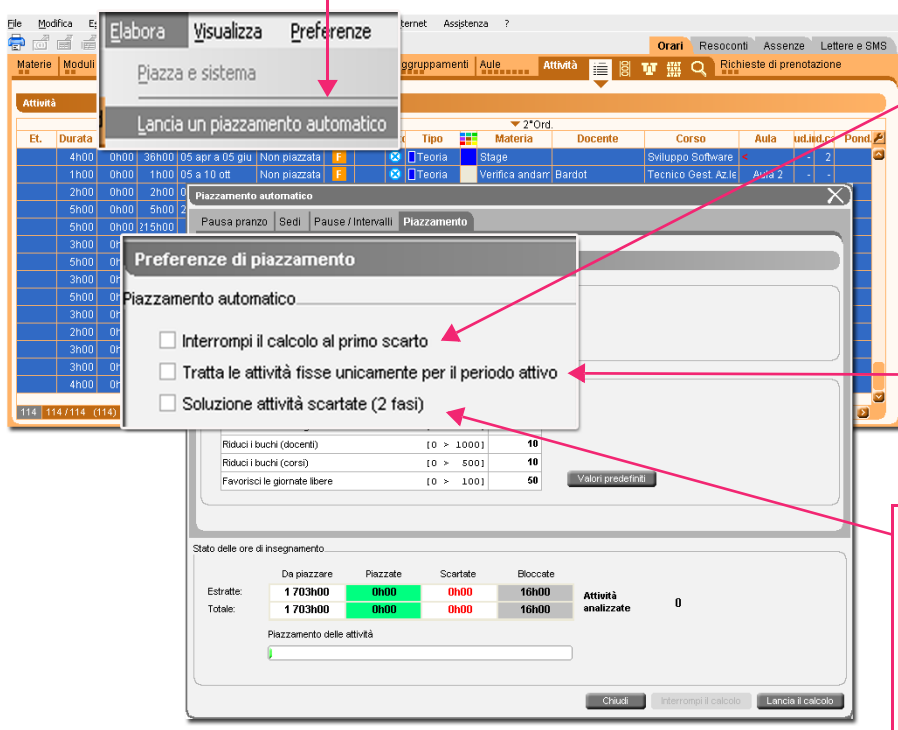 File Modifica Assistenza ?
Elabora Visualizza Preferenze
Piazza e sistema
Lancia un piazzamento automatico
Orari Resoconti Assenze Lettere e SMS
Materie Moduli Aule Attività Richieste di prenotazione
Attività
2°Ord.
Et. Durata Tipo Materia Docente Corso Aula Pond.
4h00 0h00 36h00 05 apr a 05 giu Non piazzata F Teoria Stage Sviluppo Software < - 2
1h00 0h00 1h00 05 a 10 ott Non piazzata F Teoria Verifica andam Bardot Tecnico Gest. Az.le Aula 2 - -
2h00 0h00 2h00
5h00 0h00 5h00
5h00 0h00 215h00
3h00
5h00
3h00
5h00
3h00
2h00
3h00
3h00
4h00
114 114 / 114 (114)
Piazzamento automatico
Pausa pranzo Sedi Pause / Intervalli Piazzamento
Preferenze di piazzamento
Piazzamento automatico
Interrompi il calcolo al primo scarto
Tratta le attività fisse unicamente per il periodo attivo
Soluzione attività scartate (2 fasi)
Riduci i buchi (docenti) [0 > 1000] 10
Riduci i buchi (corsi) [0 > 500] 10
Favorisci le giornate libere [0 > 100] 50
Valori predefiniti
Stato delle ore di insegnamento
Da piazzare Piazzate Scartate Bloccate
Estratte: 1 703h00 0h00 0h00 16h00
Totale: 1 703h00 0h00 0h00 16h00
Attività analizzate 0
Piazzamento delle attività
Chiudi Interrompi il calcolo Lancia il calcolo